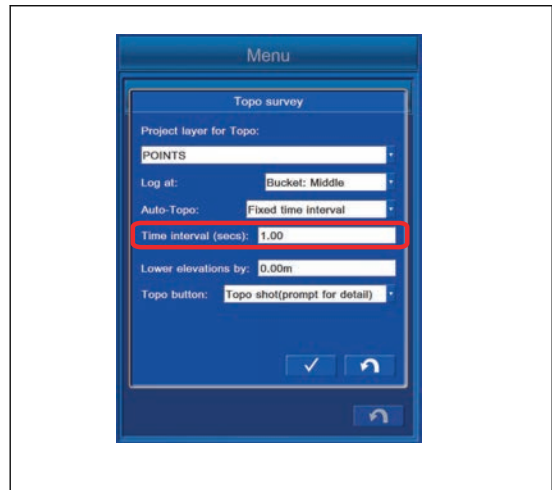 Menu
Topo survey
Project layer for Topo:
POINTS
Log at: Bucket: Middle
Auto-Topo: Fixed time interval
Time interval (secs): 1.00
Lower elevations by: 0.00m
Topo button: Topo shot(prompt for detail)